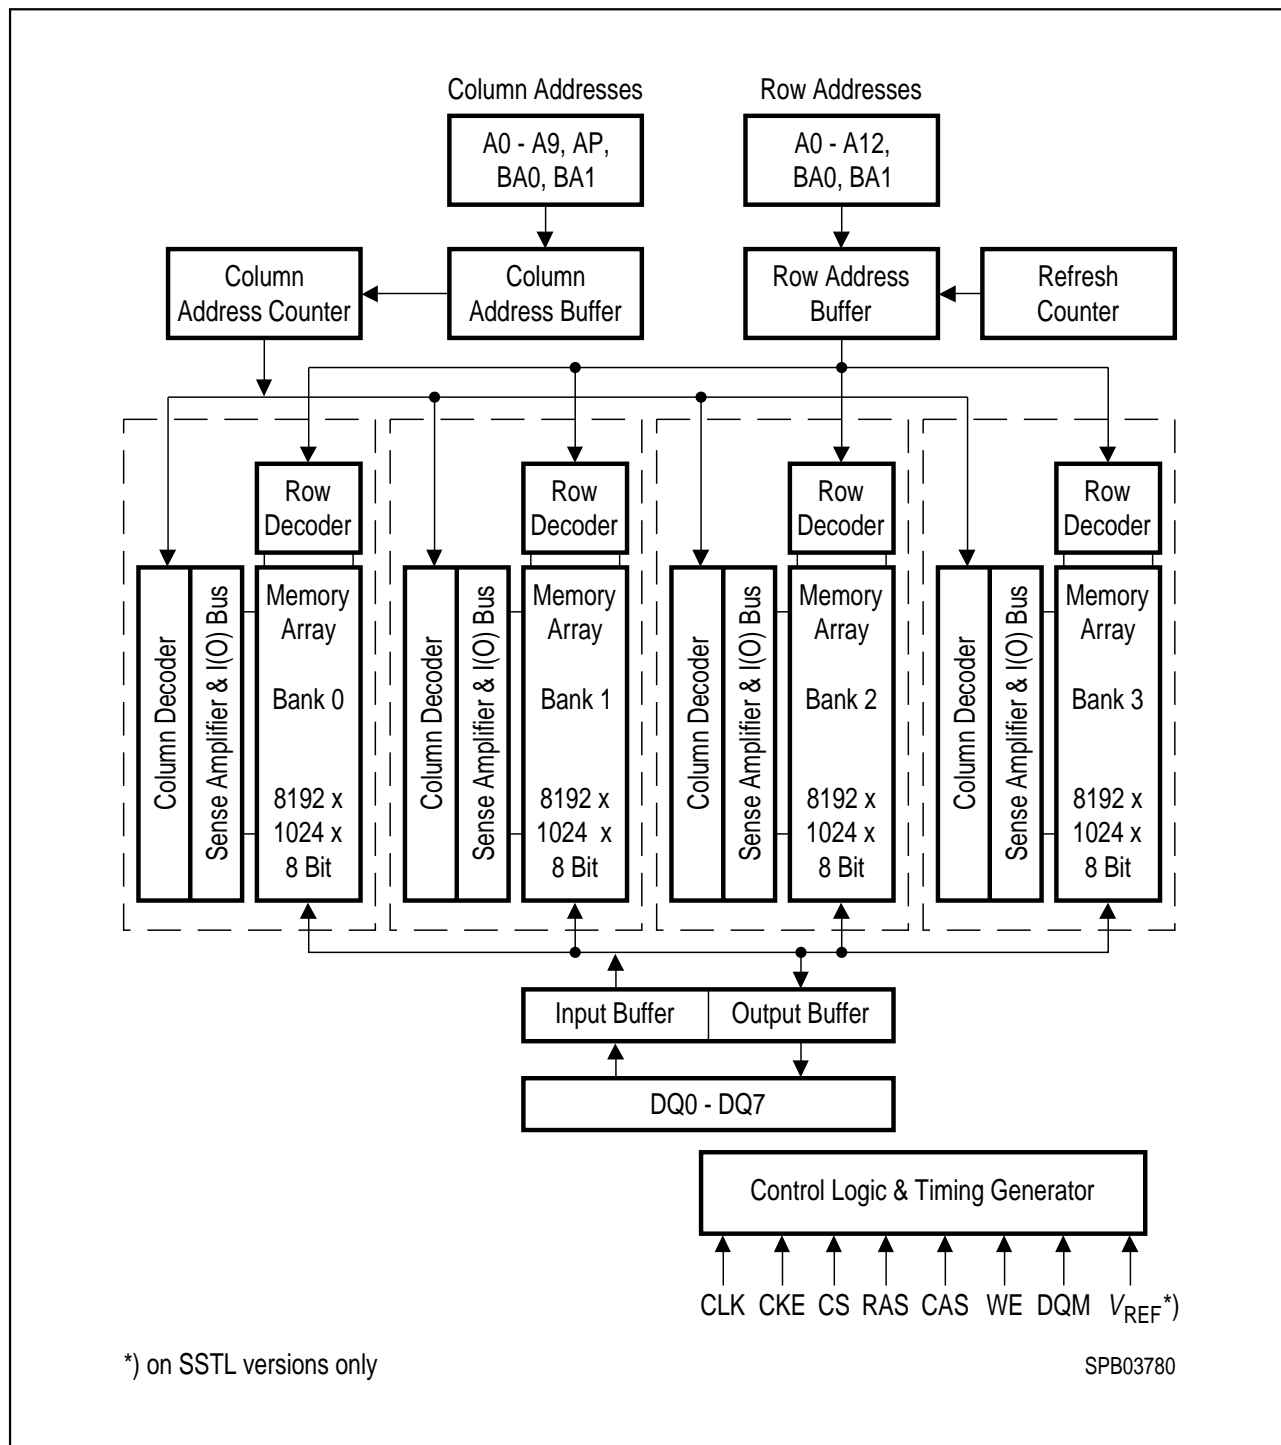 Column Addresses
Row Addresses
A0 - A9, AP,
BA0, BA1
A0 - A12,
BA0, BA1
Column
Address Counter
Column
Address Buffer
Row Address
Buffer
Refresh
Counter
Row
Decoder
Row
Decoder
Row
Decoder
Row
Decoder
Column Decoder
Sense Amplifier & I(O) Bus
Memory
Array
Bank 0
8192 x
1024 x
8 Bit
Column Decoder
Sense Amplifier & I(O) Bus
Memory
Array
Bank 1
8192 x
1024 x
8 Bit
Column Decoder
Sense Amplifier & I(O) Bus
Memory
Array
Bank 2
8192 x
1024 x
8 Bit
Column Decoder
Sense Amplifier & I(O) Bus
Memory
Array
Bank 3
8192 x
1024 x
8 Bit
Input Buffer
Output Buffer
DQ0 - DQ7
Control Logic & Timing Generator
CLK CKE CS RAS CAS WE DQM VREF*)
*) on SSTL versions only
SPB03780